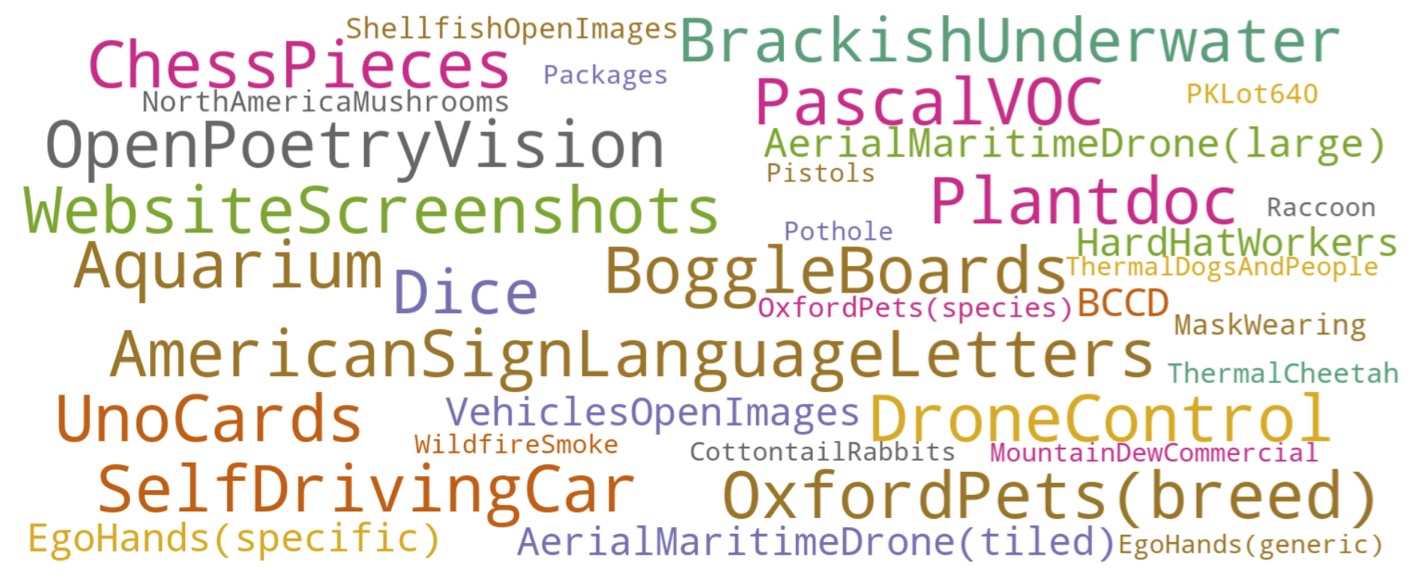 ShellfishOpenImages
BrackishUnderwater
ChessPieces
Packages
PascalVOC
PKLot640
NorthAmericaMushrooms
OpenPoetryVision
AerialMaritimeDrone(large)
Pistols
WebsiteScreenshots
Plantdoc
Raccoon
Pothole
HardHatWorkers
Aquarium
BoggleBoards
ThermalDogsAndPeople
Dice
OxfordPets(species)
BCCD
MaskWearing
AmericanSignLanguageLetters
ThermalCheetah
UnoCards
VehiclesOpenImages
DroneControl
WildfireSmoke
CottontailRabbits
MountainDewCommercial
SelfDrivingCar
OxfordPets(breed)
EgoHands(specific)
AerialMaritimeDrone(tiled)
EgoHands(generic)